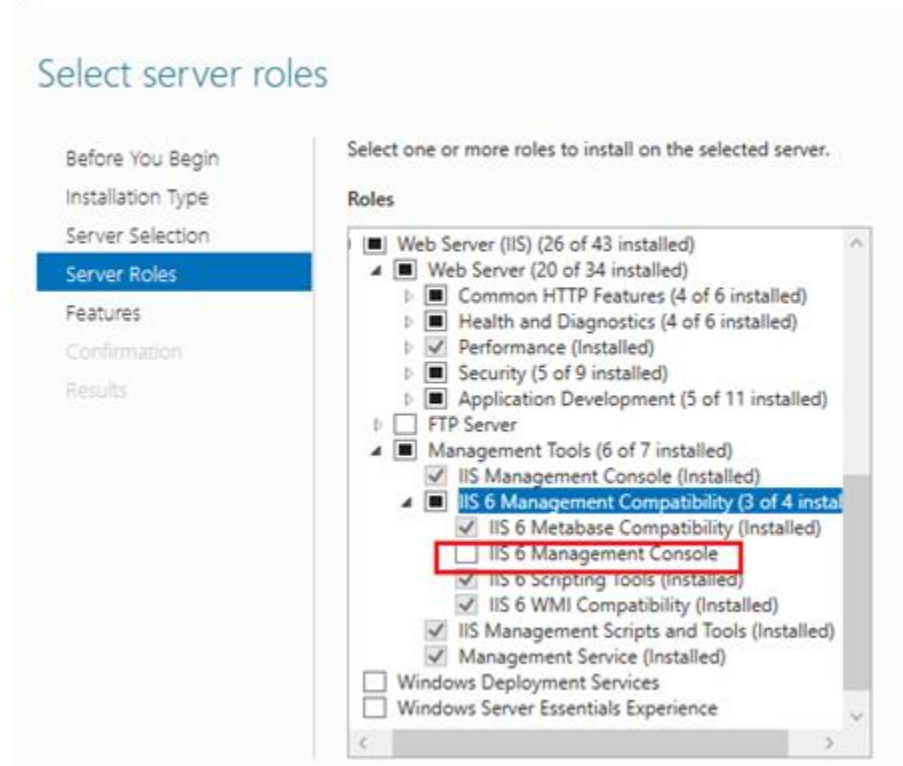 Select server roles
Before You Begin
Installation Type
Server Selection
Server Roles
Features
Confirmation
Results
Select one or more roles to install on the selected server.
Roles
Web Server (IIS) (26 of 43 installed)
Web Server (20 of 34 installed)
Common HTTP Features (4 of 6 installed)
Health and Diagnostics (4 of 6 installed)
Performance (Installed)
Security (5 of 9 installed)
Application Development (5 of 11 installed)
FTP Server
Management Tools (6 of 7 installed)
IIS Management Console (Installed)
IIS 6 Management Compatibility (3 of 4 instal
IIS 6 Metabase Compatibility (Installed)
IIS 6 Management Console
IIS 6 Scripting Tools (Installed)
IIS 6 WMI Compatibility (Installed)
IIS Management Scripts and Tools (Installed)
Management Service (Installed)
Windows Deployment Services
Windows Server Essentials Experience